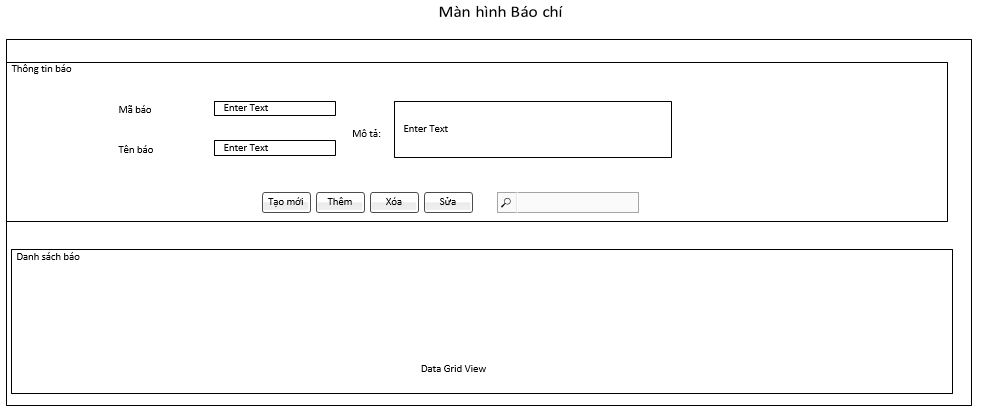 Màn hình Báo chí
Thông tin báo
Mã báo
Enter Text
Mô tả:
Enter Text
Tên báo
Enter Text
Tạo mới
Thêm
Xóa
Sửa
Danh sách báo
Data Grid View